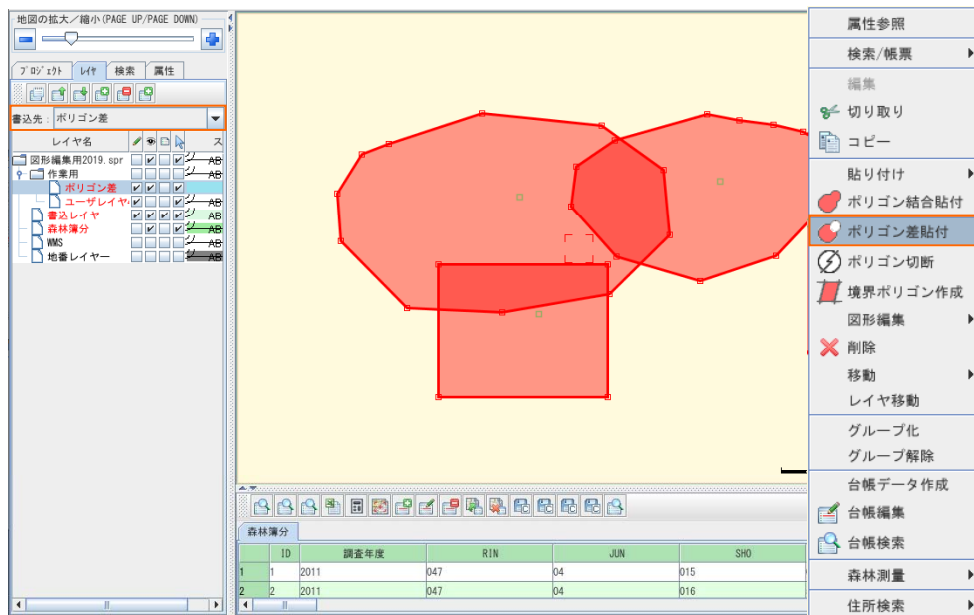 地図の拡大／縮小(PAGE UP/PAGE DOWN)
ﾌﾟﾛｼﾞｪｸﾄ ﾚｲﾔ 検索 属性
書込先： ポリゴン差
レイヤ名 ス
図形編集用2019.spr AB
作業用
ポリゴン差
ユーザレイヤ AB
書込レイヤ AB
森林簿分 AB
WMS
地番レイヤー AB
森林簿分
ID 調査年度 RIN JUN SHO
1 1 2011 047 04 015
2 2 2011 047 04 016
属性参照
検索/帳票
編集
切り取り
コピー
貼り付け
ポリゴン結合貼付
ポリゴン差貼付
ポリゴン切断
境界ポリゴン作成
図形編集
削除
移動
レイヤ移動
グループ化
グループ解除
台帳データ作成
台帳編集
台帳検索
森林測量
住所検索